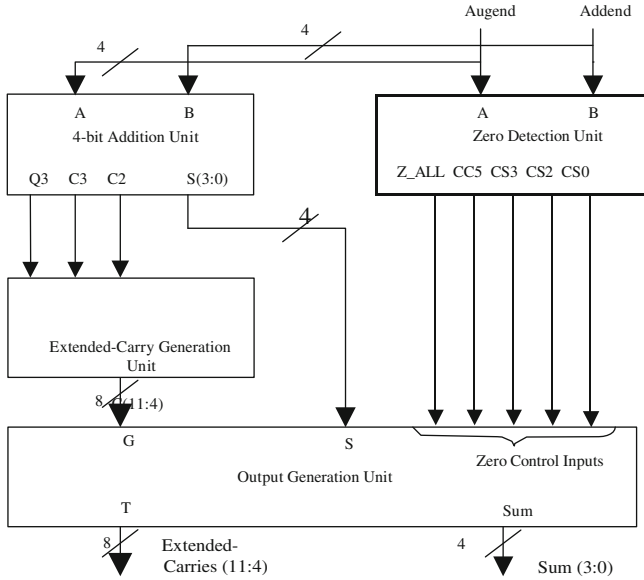 Augend Addend
4 4
A B
4-bit Addition Unit
Q3 C3 C2 S(3:0)
A B
Zero Detection Unit
Z_ALL CC5 CS3 CS2 CS0
4
Extended-Carry Generation
Unit
8 C(11:4)
G S
Zero Control Inputs
Output Generation Unit
T Sum
8 Extended-
Carries (11:4)
4 Sum (3:0)